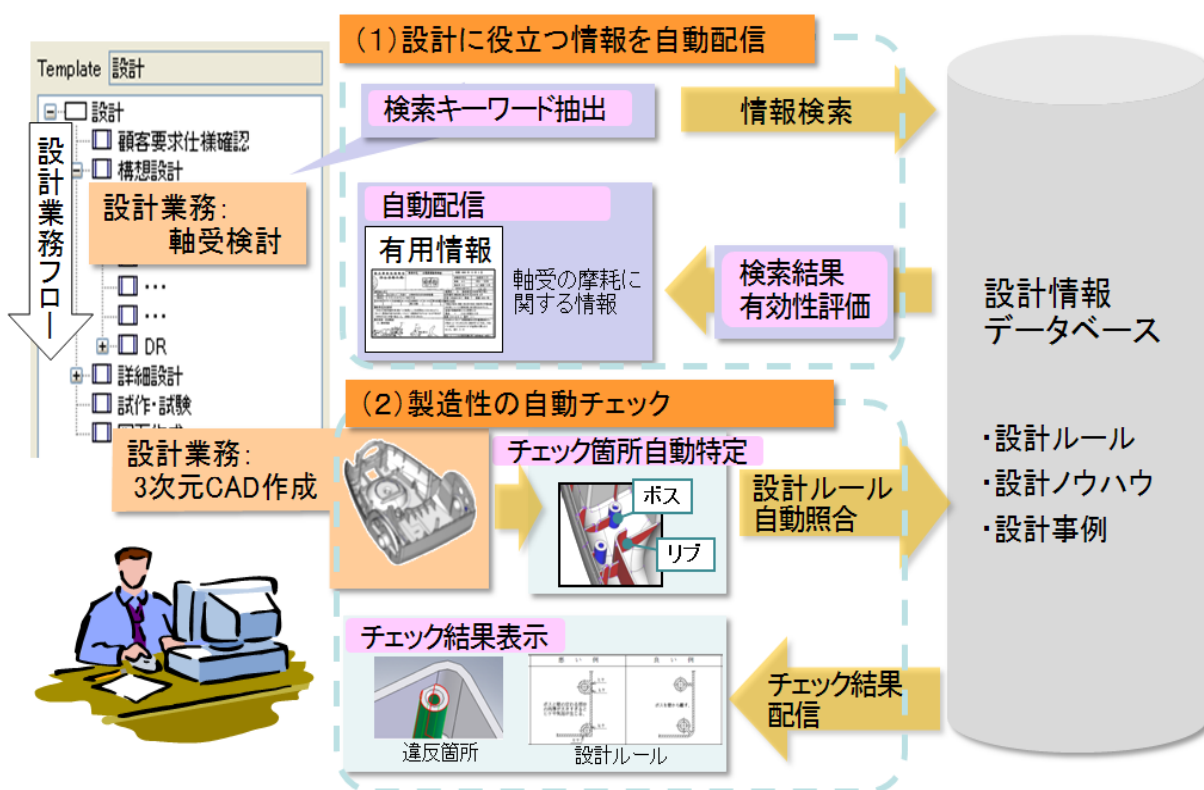 (1)設計に役立つ情報を自動配信
Template 設計
設計
顧客要求仕様確認
構想設計
設計業務フロー
設計業務:
軸受検討
…
…
DR
詳細設計
試作・試験
検索キーワード抽出
情報検索
自動配信
有用情報
軸受の摩耗に
関する情報
検索結果
有効性評価
設計情報
データベース
・設計ルール
・設計ノウハウ
・設計事例
(2)製造性の自動チェック
設計業務:
3次元CAD作成
チェック箇所自動特定
ボス
リブ
設計ルール
自動照合
チェック結果表示
悪い例
良い例
違反箇所
設計ルール
チェック結果
配信